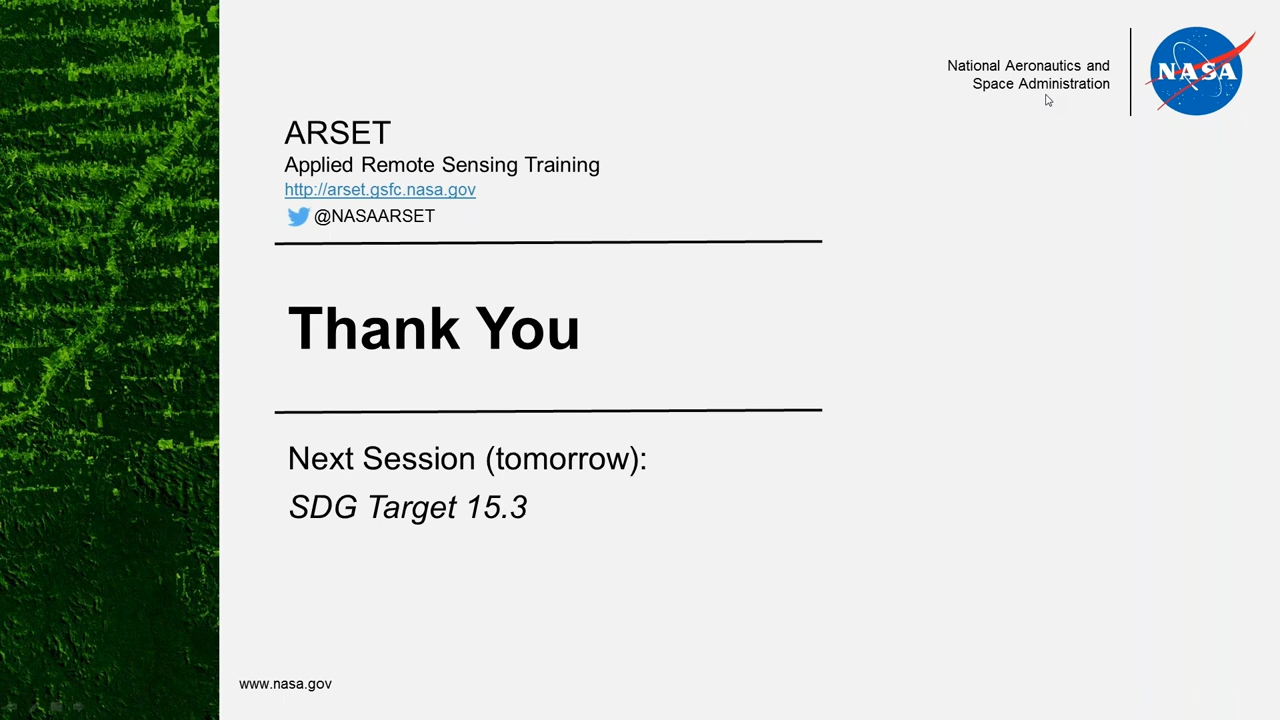 National Aeronautics and
Space Administration
NASA
ARSET
Applied Remote Sensing Training
http://arset.gsfc.nasa.gov
@NASAARSET
Thank You
Next Session (tomorrow):
SDG Target 15.3
www.nasa.gov